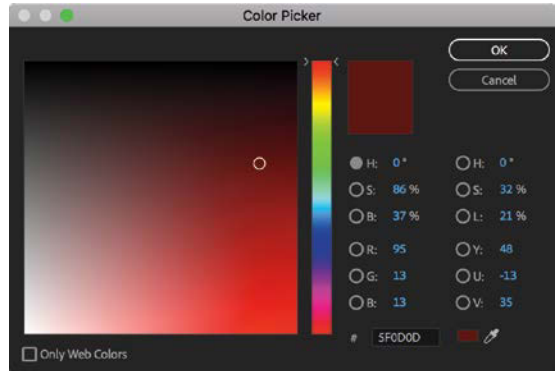 Color Picker
OK
Cancel
H: 0° H: 0°
S: 86 % S: 32 %
B: 37 % L: 21 %
R: 95 Y: 48
G: 13 U: -13
B: 13 V: 35
# 5F0D0D
Only Web Colors